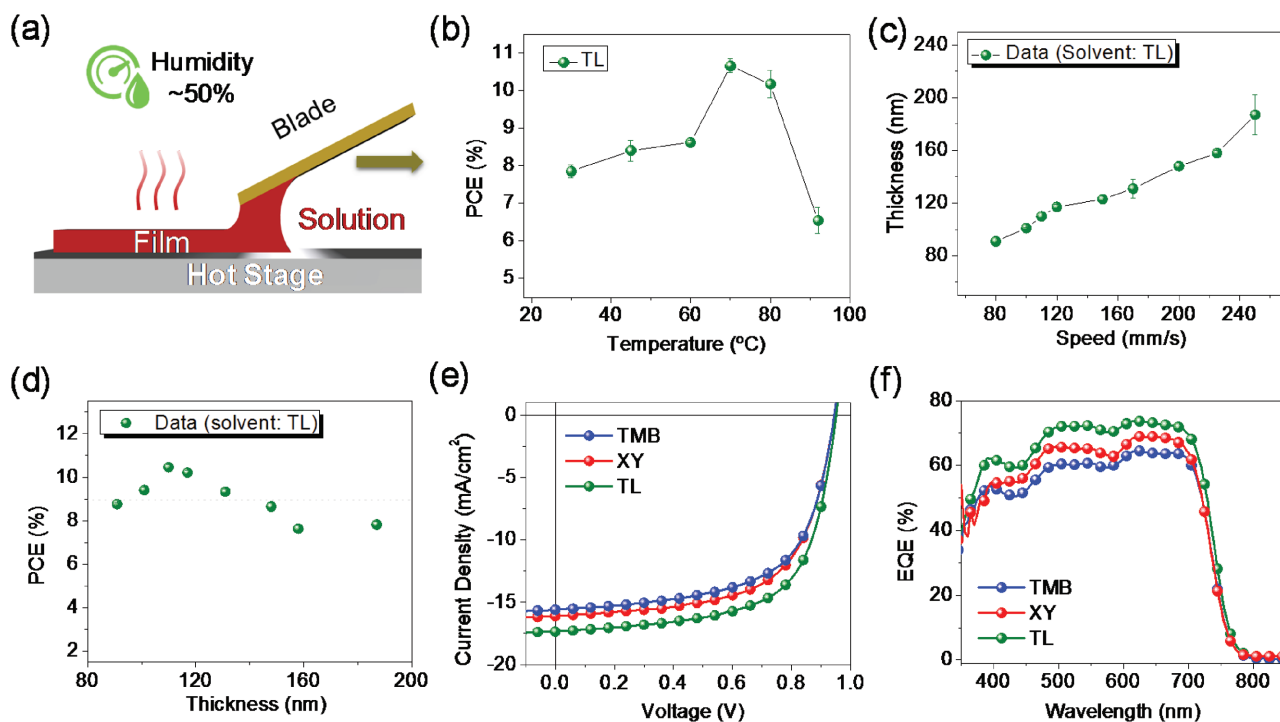 (a)
Humidity
~50%
Blade
Solution
Film
Hot Stage
(b)
TL
11
10
9
8
7
6
5
PCE (%)
20 40 60 80 100
Temperature (ºC)
(c)
Data (Solvent: TL)
240
200
160
120
80
Thickness (nm)
80 120 160 200 240
Speed (mm/s)
(d)
Data (solvent: TL)
12
10
8
6
4
2
PCE (%)
80 120 160 200
Thickness (nm)
(e)
TMB
XY
TL
0
-5
-10
-15
-20
Current Density (mA/cm²)
0.0 0.2 0.4 0.6 0.8 1.0
Voltage (V)
(f)
80
60
40
20
0
EQE (%)
TMB
XY
TL
400 500 600 700 800
Wavelength (nm)